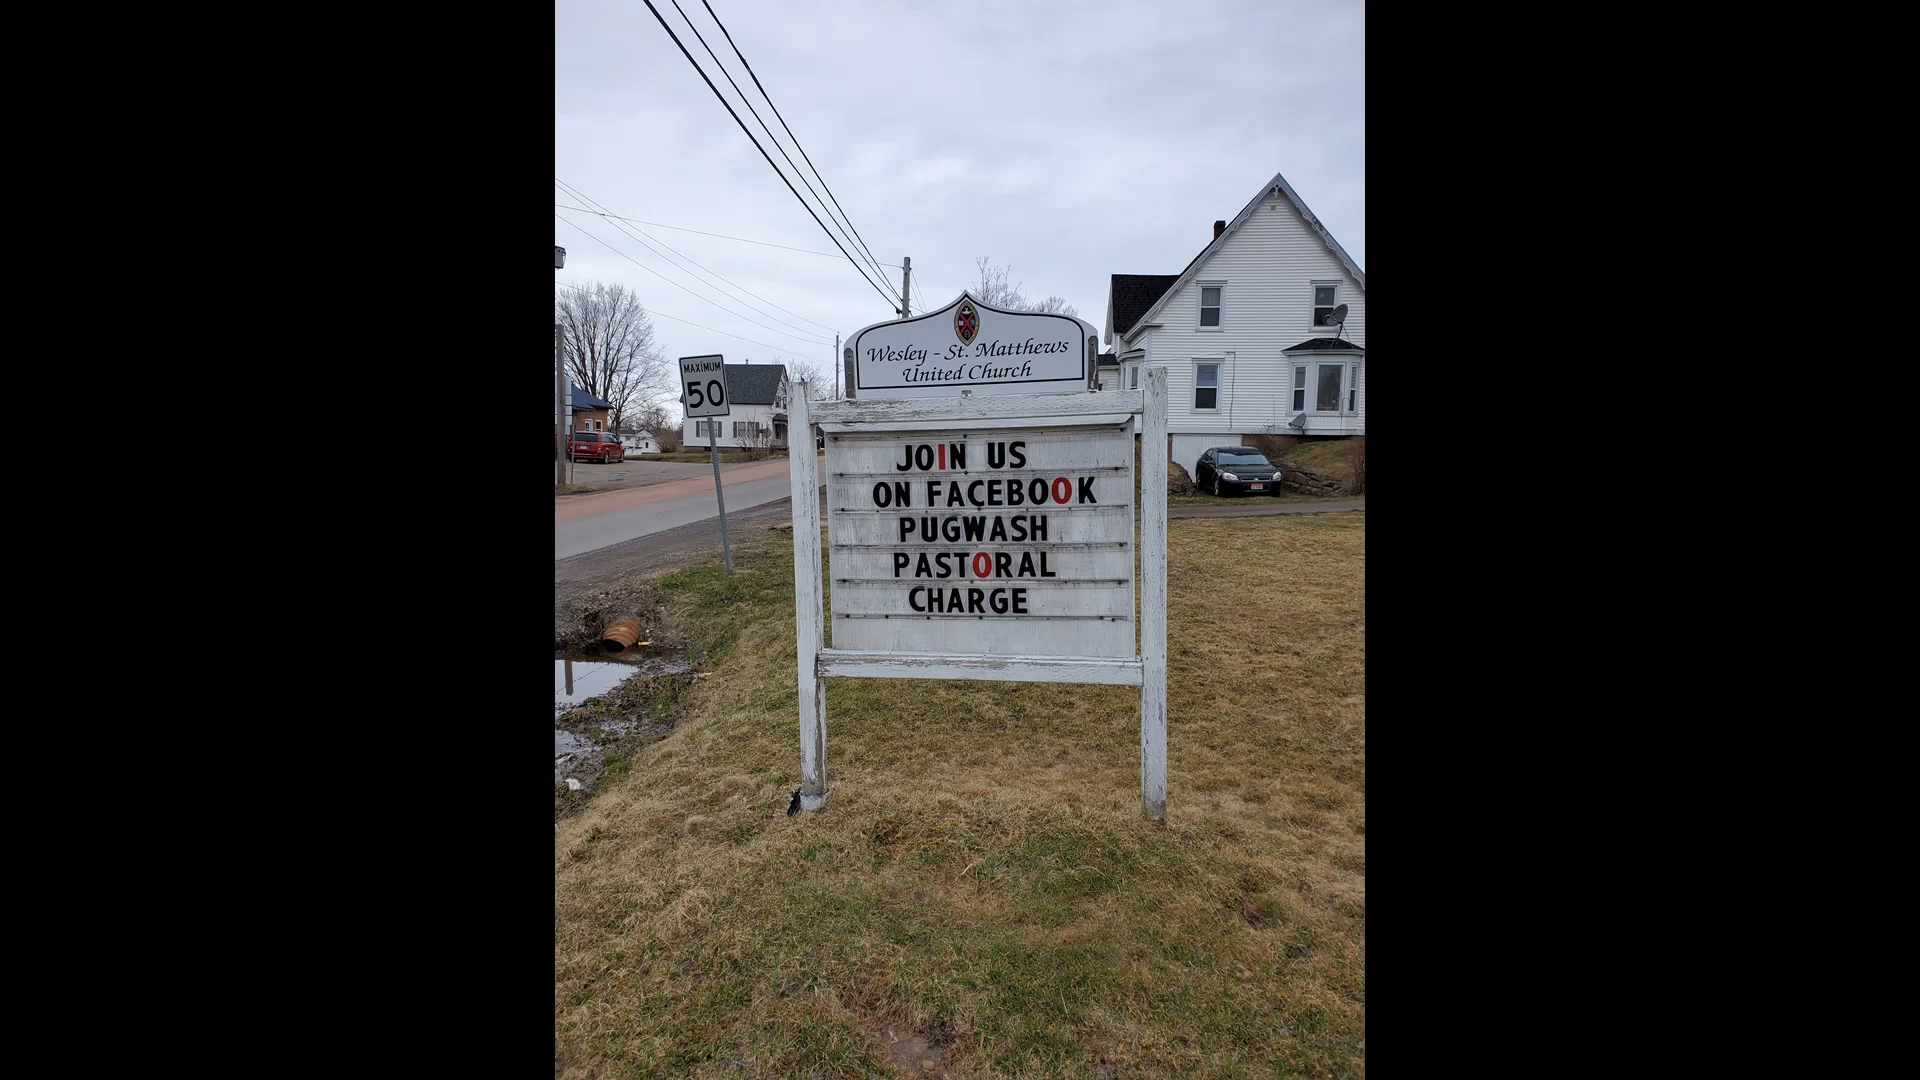 Wesley - St. Matthews
United Church
MAXIMUM
50
JOIN US
ON FACEBOOK
PUGWASH
PASTORAL
CHARGE